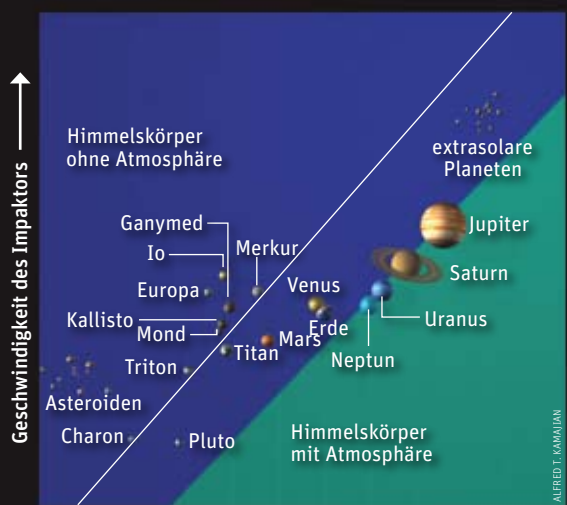 Geschwindigkeit des Impaktors
Himmelskörper
ohne Atmosphäre
extrasolare
Planeten
Ganymed
Io
Merkur
Jupiter
Europa
Venus
Saturn
Kallisto
Mond
Erde
Uranus
Mars
Titan
Neptun
Triton
Asteroiden
Charon
Pluto
Himmelskörper
mit Atmosphäre
ALFRED T. KAMAJIAN